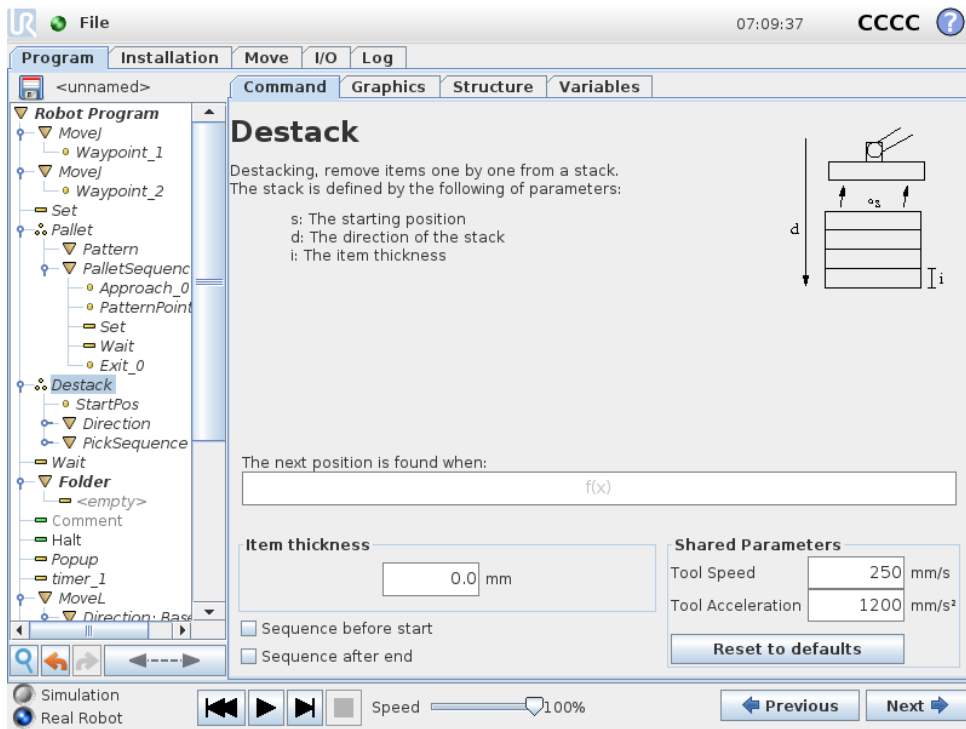 UR File 07:09:37 CCCC ?
Program Installation Move I/O Log
<unnamed>
Command Graphics Structure Variables
Robot Program
MoveJ
Waypoint_1
MoveJ
Waypoint_2
Set
Pallet
Pattern
PalletSequenc
Approach_0
PatternPoint
Set
Wait
Exit_0
Destack
StartPos
Direction
PickSequence
Wait
Folder
<empty>
Comment
Halt
Popup
timer_1
MoveL
Direction: Base
Destack
Destacking, remove items one by one from a stack.
The stack is defined by the following of parameters:
s: The starting position
d: The direction of the stack
i: The item thickness
s
d
i
The next position is found when:
f(x)
Item thickness
0.0 mm
Sequence before start
Sequence after end
Shared Parameters
Tool Speed 250 mm/s
Tool Acceleration 1200 mm/s²
Reset to defaults
Simulation
Real Robot
Speed 100%
Previous Next